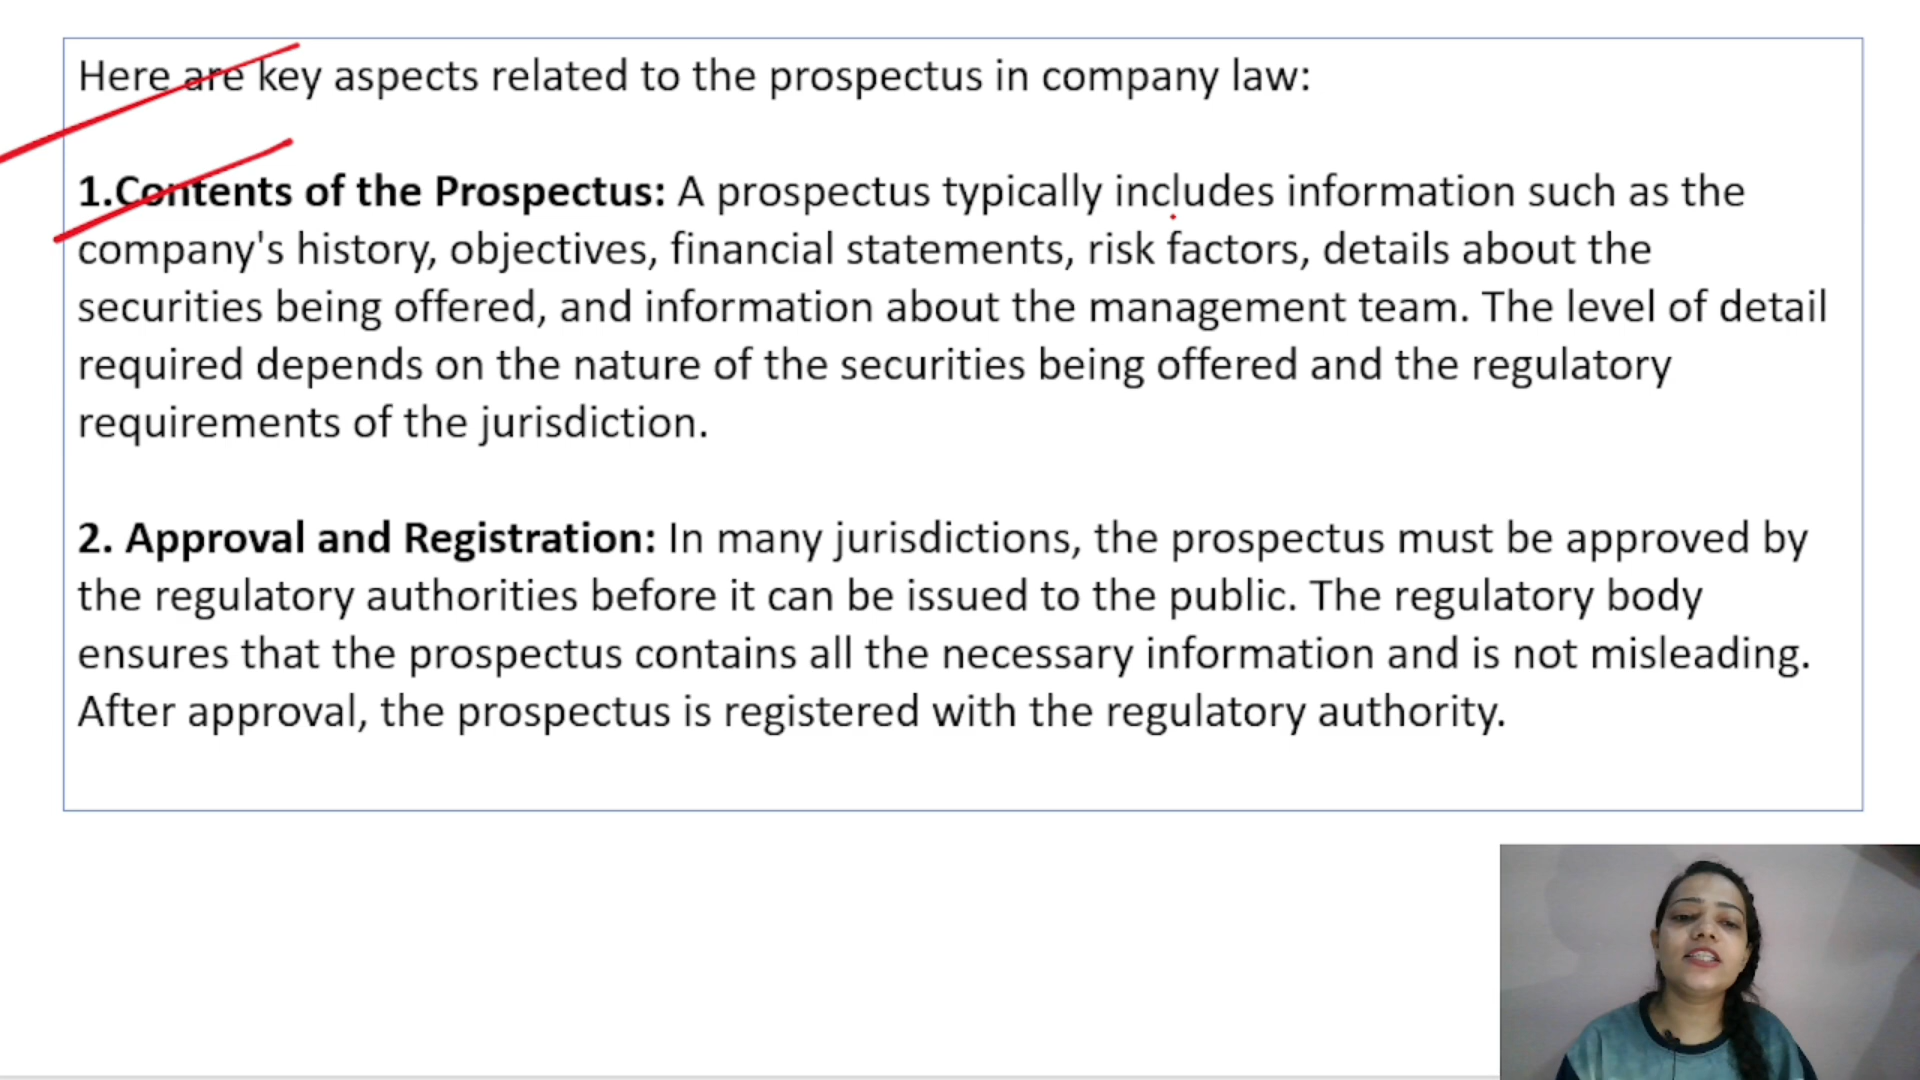 Here are key aspects related to the prospectus in company law:
1.Contents of the Prospectus: A prospectus typically includes information such as the
company's history, objectives, financial statements, risk factors, details about the
securities being offered, and information about the management team. The level of detail
required depends on the nature of the securities being offered and the regulatory
requirements of the jurisdiction.
2. Approval and Registration: In many jurisdictions, the prospectus must be approved by
the regulatory authorities before it can be issued to the public. The regulatory body
ensures that the prospectus contains all the necessary information and is not misleading.
After approval, the prospectus is registered with the regulatory authority.